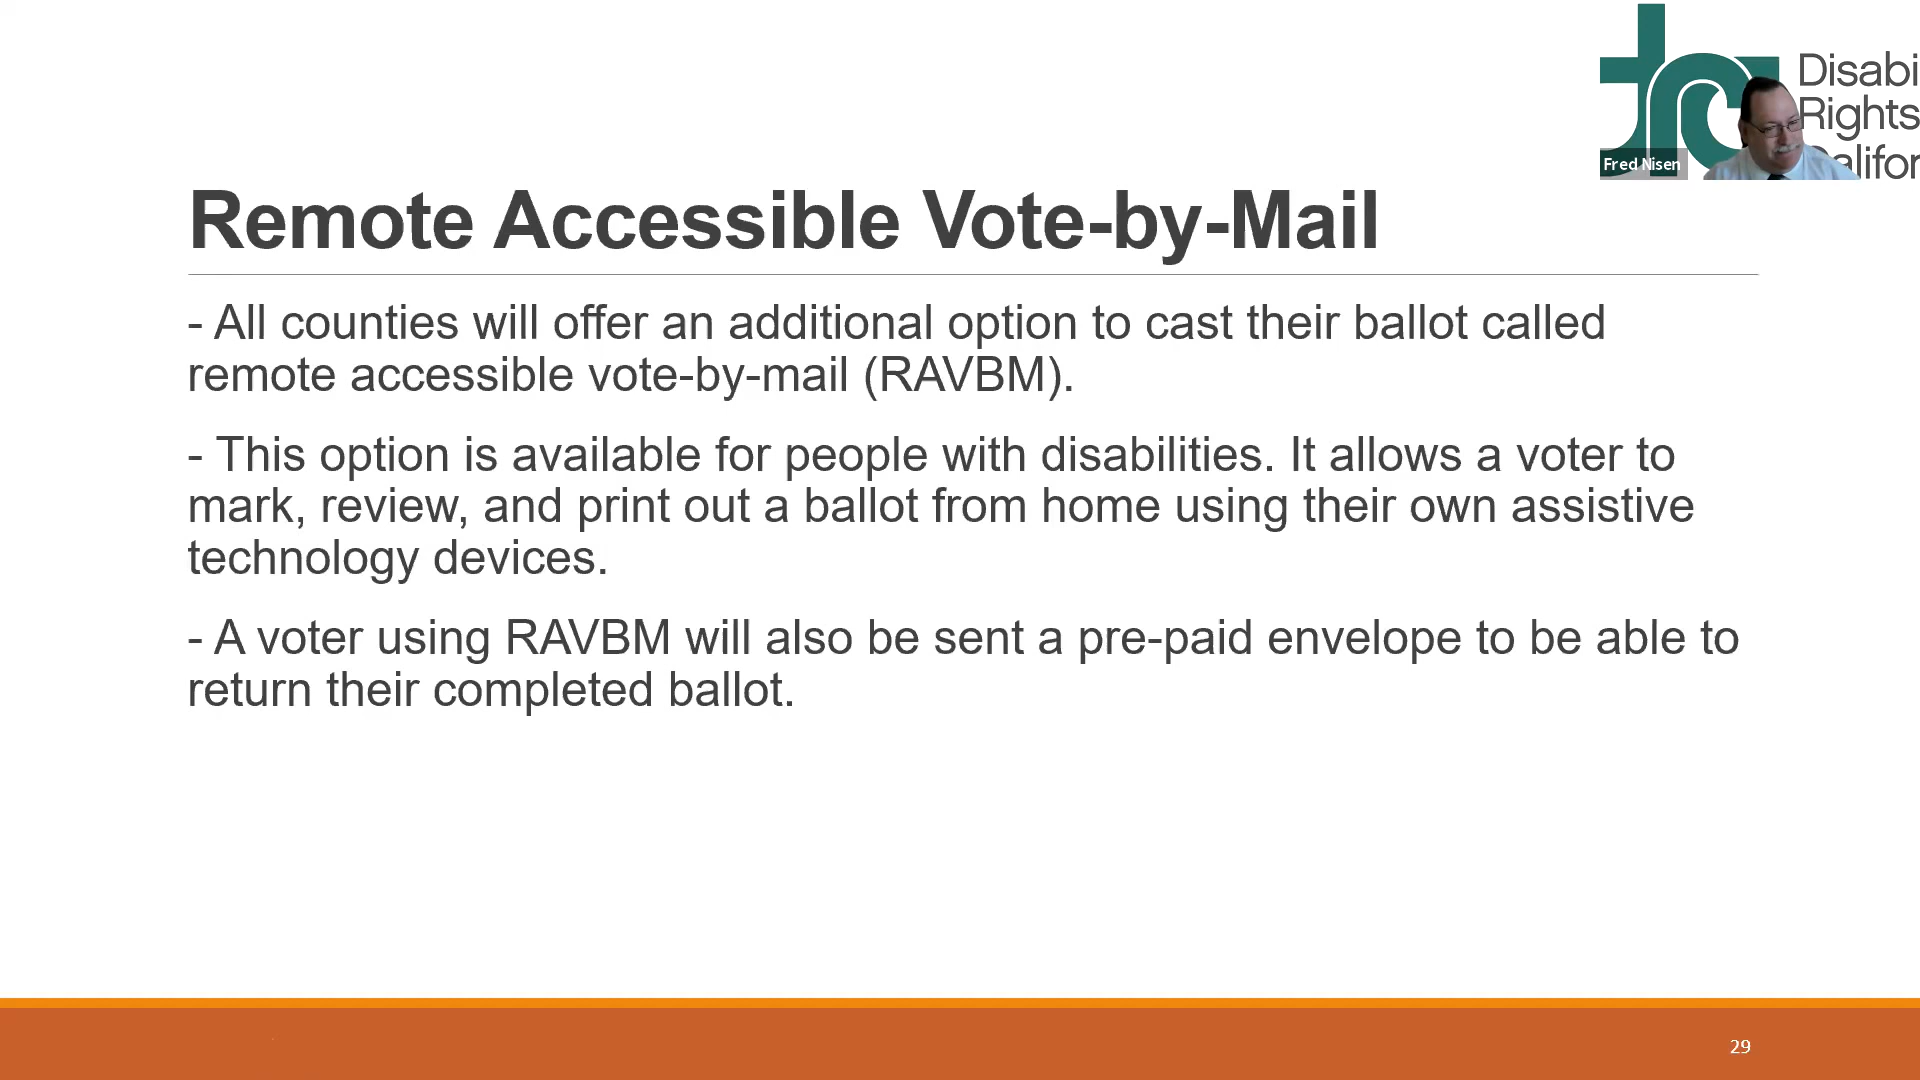 Disabi
Rights
alifor
Fred Nisen
Remote Accessible Vote-by-Mail
- All counties will offer an additional option to cast their ballot called
remote accessible vote-by-mail (RAVBM).
- This option is available for people with disabilities. It allows a voter to
mark, review, and print out a ballot from home using their own assistive
technology devices.
- A voter using RAVBM will also be sent a pre-paid envelope to be able to
return their completed ballot.
29